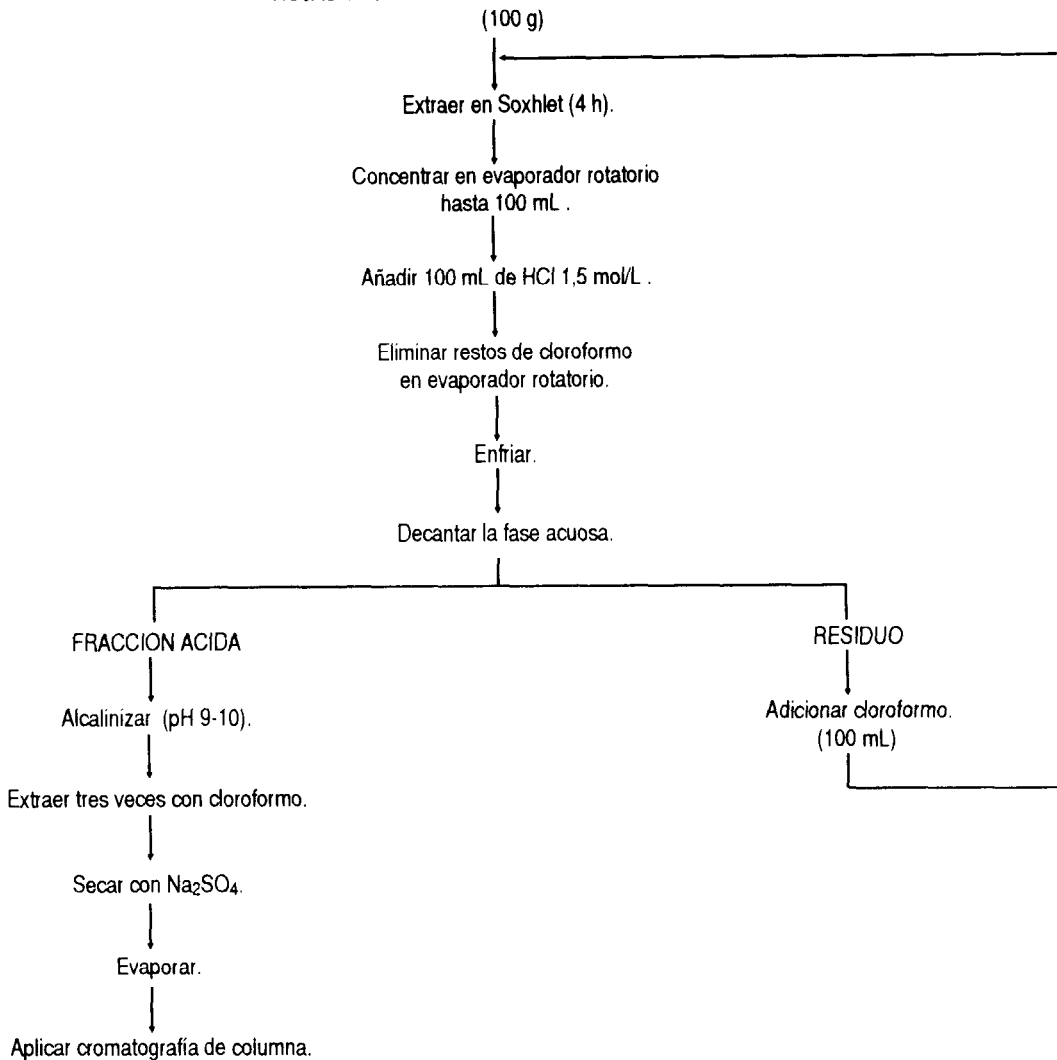 (100 g)
Extraer en Soxhlet (4 h).
Concentrar en evaporador rotatorio
hasta 100 mL .
Añadir 100 mL de HCl 1,5 mol/L .
Eliminar restos de cloroformo
en evaporador rotatorio.
Enfriar.
Decantar la fase acuosa.
FRACCION ACIDA
Alcalinizar (pH 9-10).
Extraer tres veces con cloroformo.
Secar con Na₂SO₄.
Evaporar.
Aplicar cromatografía de columna.
RESIDUO
Adicionar cloroformo.
(100 mL)